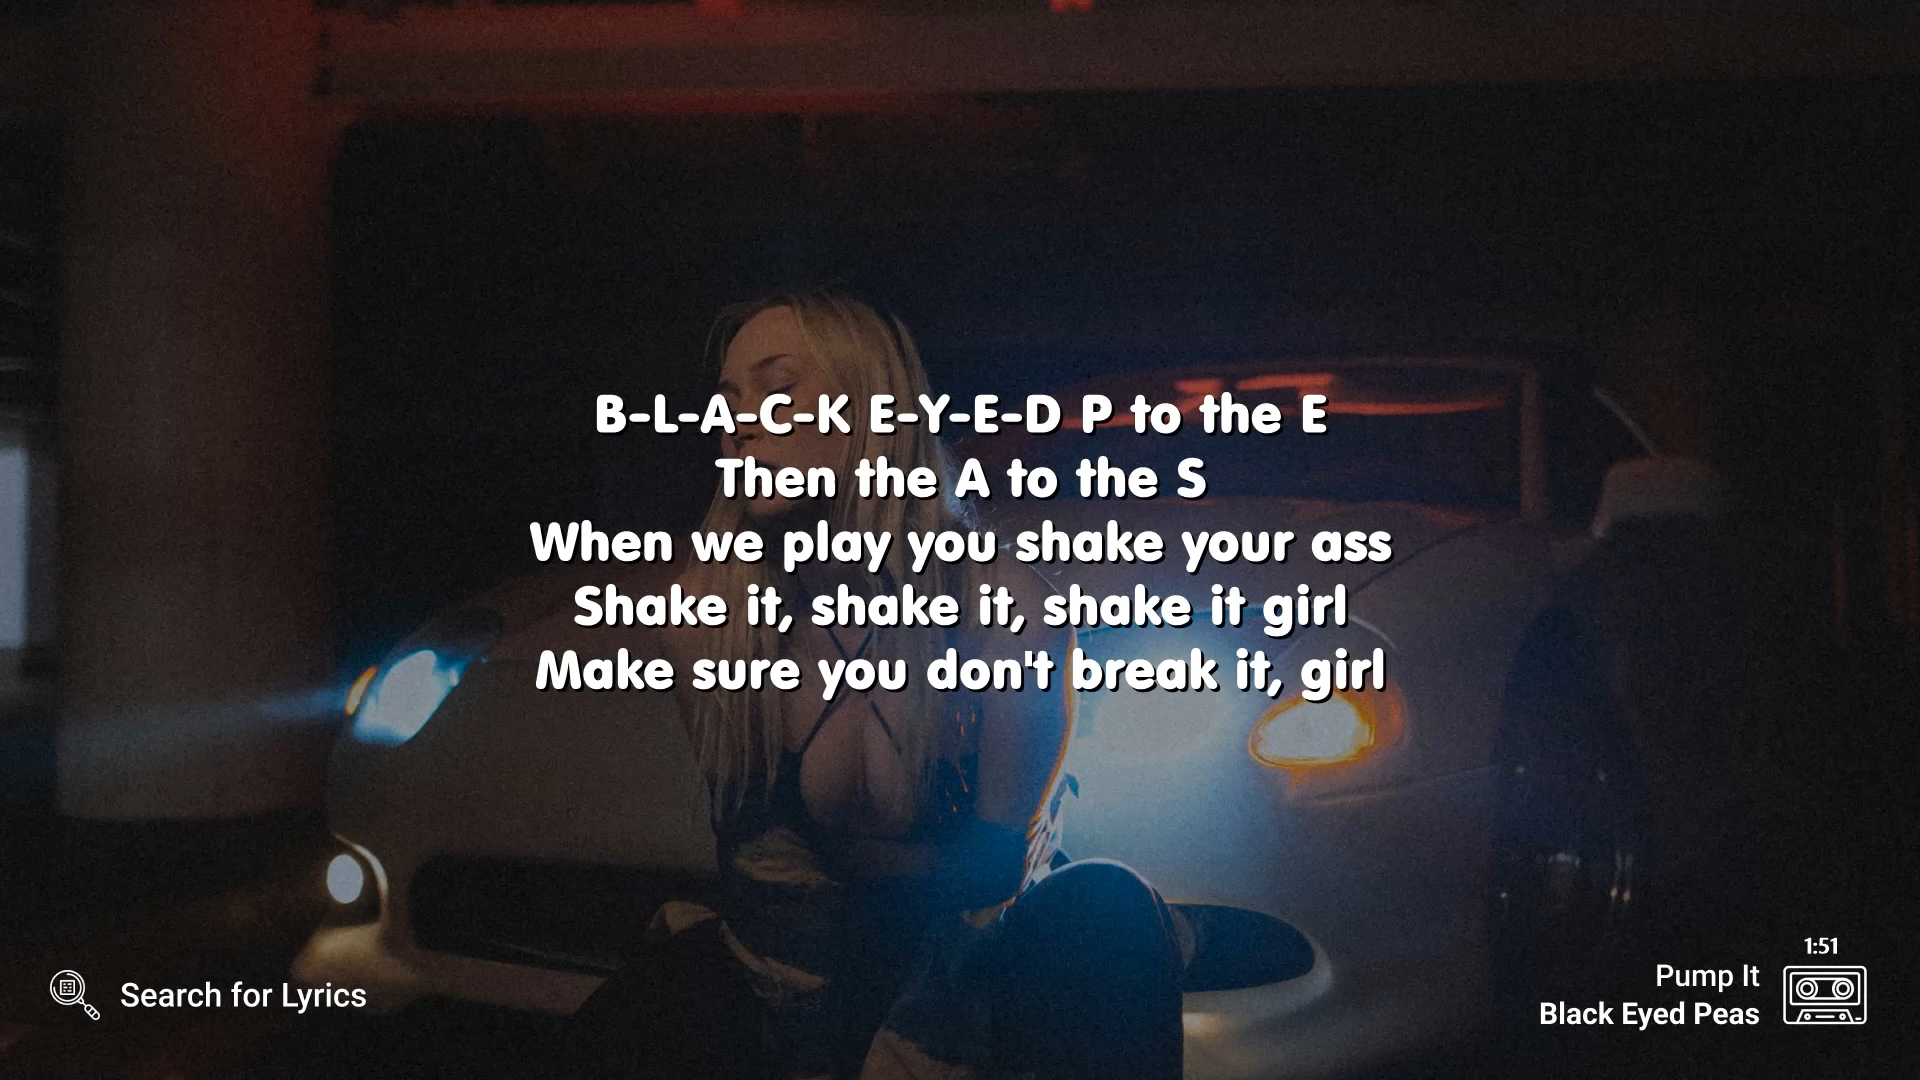 B-L-A-C-K E-Y-E-D P to the E
Then the A to the S
When we play you shake your ass
Shake it, shake it, shake it girl
Make sure you don't break it, girl
Search for Lyrics
1:51
Pump It
Black Eyed Peas